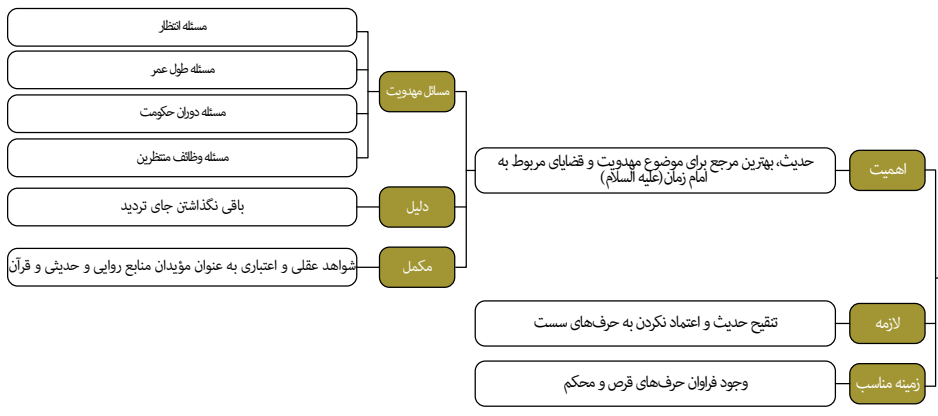 اهمیت
حدیث، بهترین مرجع برای موضوع مهدویت و قضایای مربوط به
امام زمان(علیه السلام)
مسائل مهدویت
مسئله انتظار
مسئله طول عمر
مسئله دوران حکومت
مسئله وظائف منتظرین
دلیل
باقی نگذاشتن جای تردید
مکمل
شواهد عقلی و اعتباری به عنوان مؤیدان منابع روایی و حدیثی و قرآن
لازمه
تنقیح حدیث و اعتماد نکردن به حرف‌های سست
زمینه مناسب
وجود فراوان حرف‌های قرص و محکم